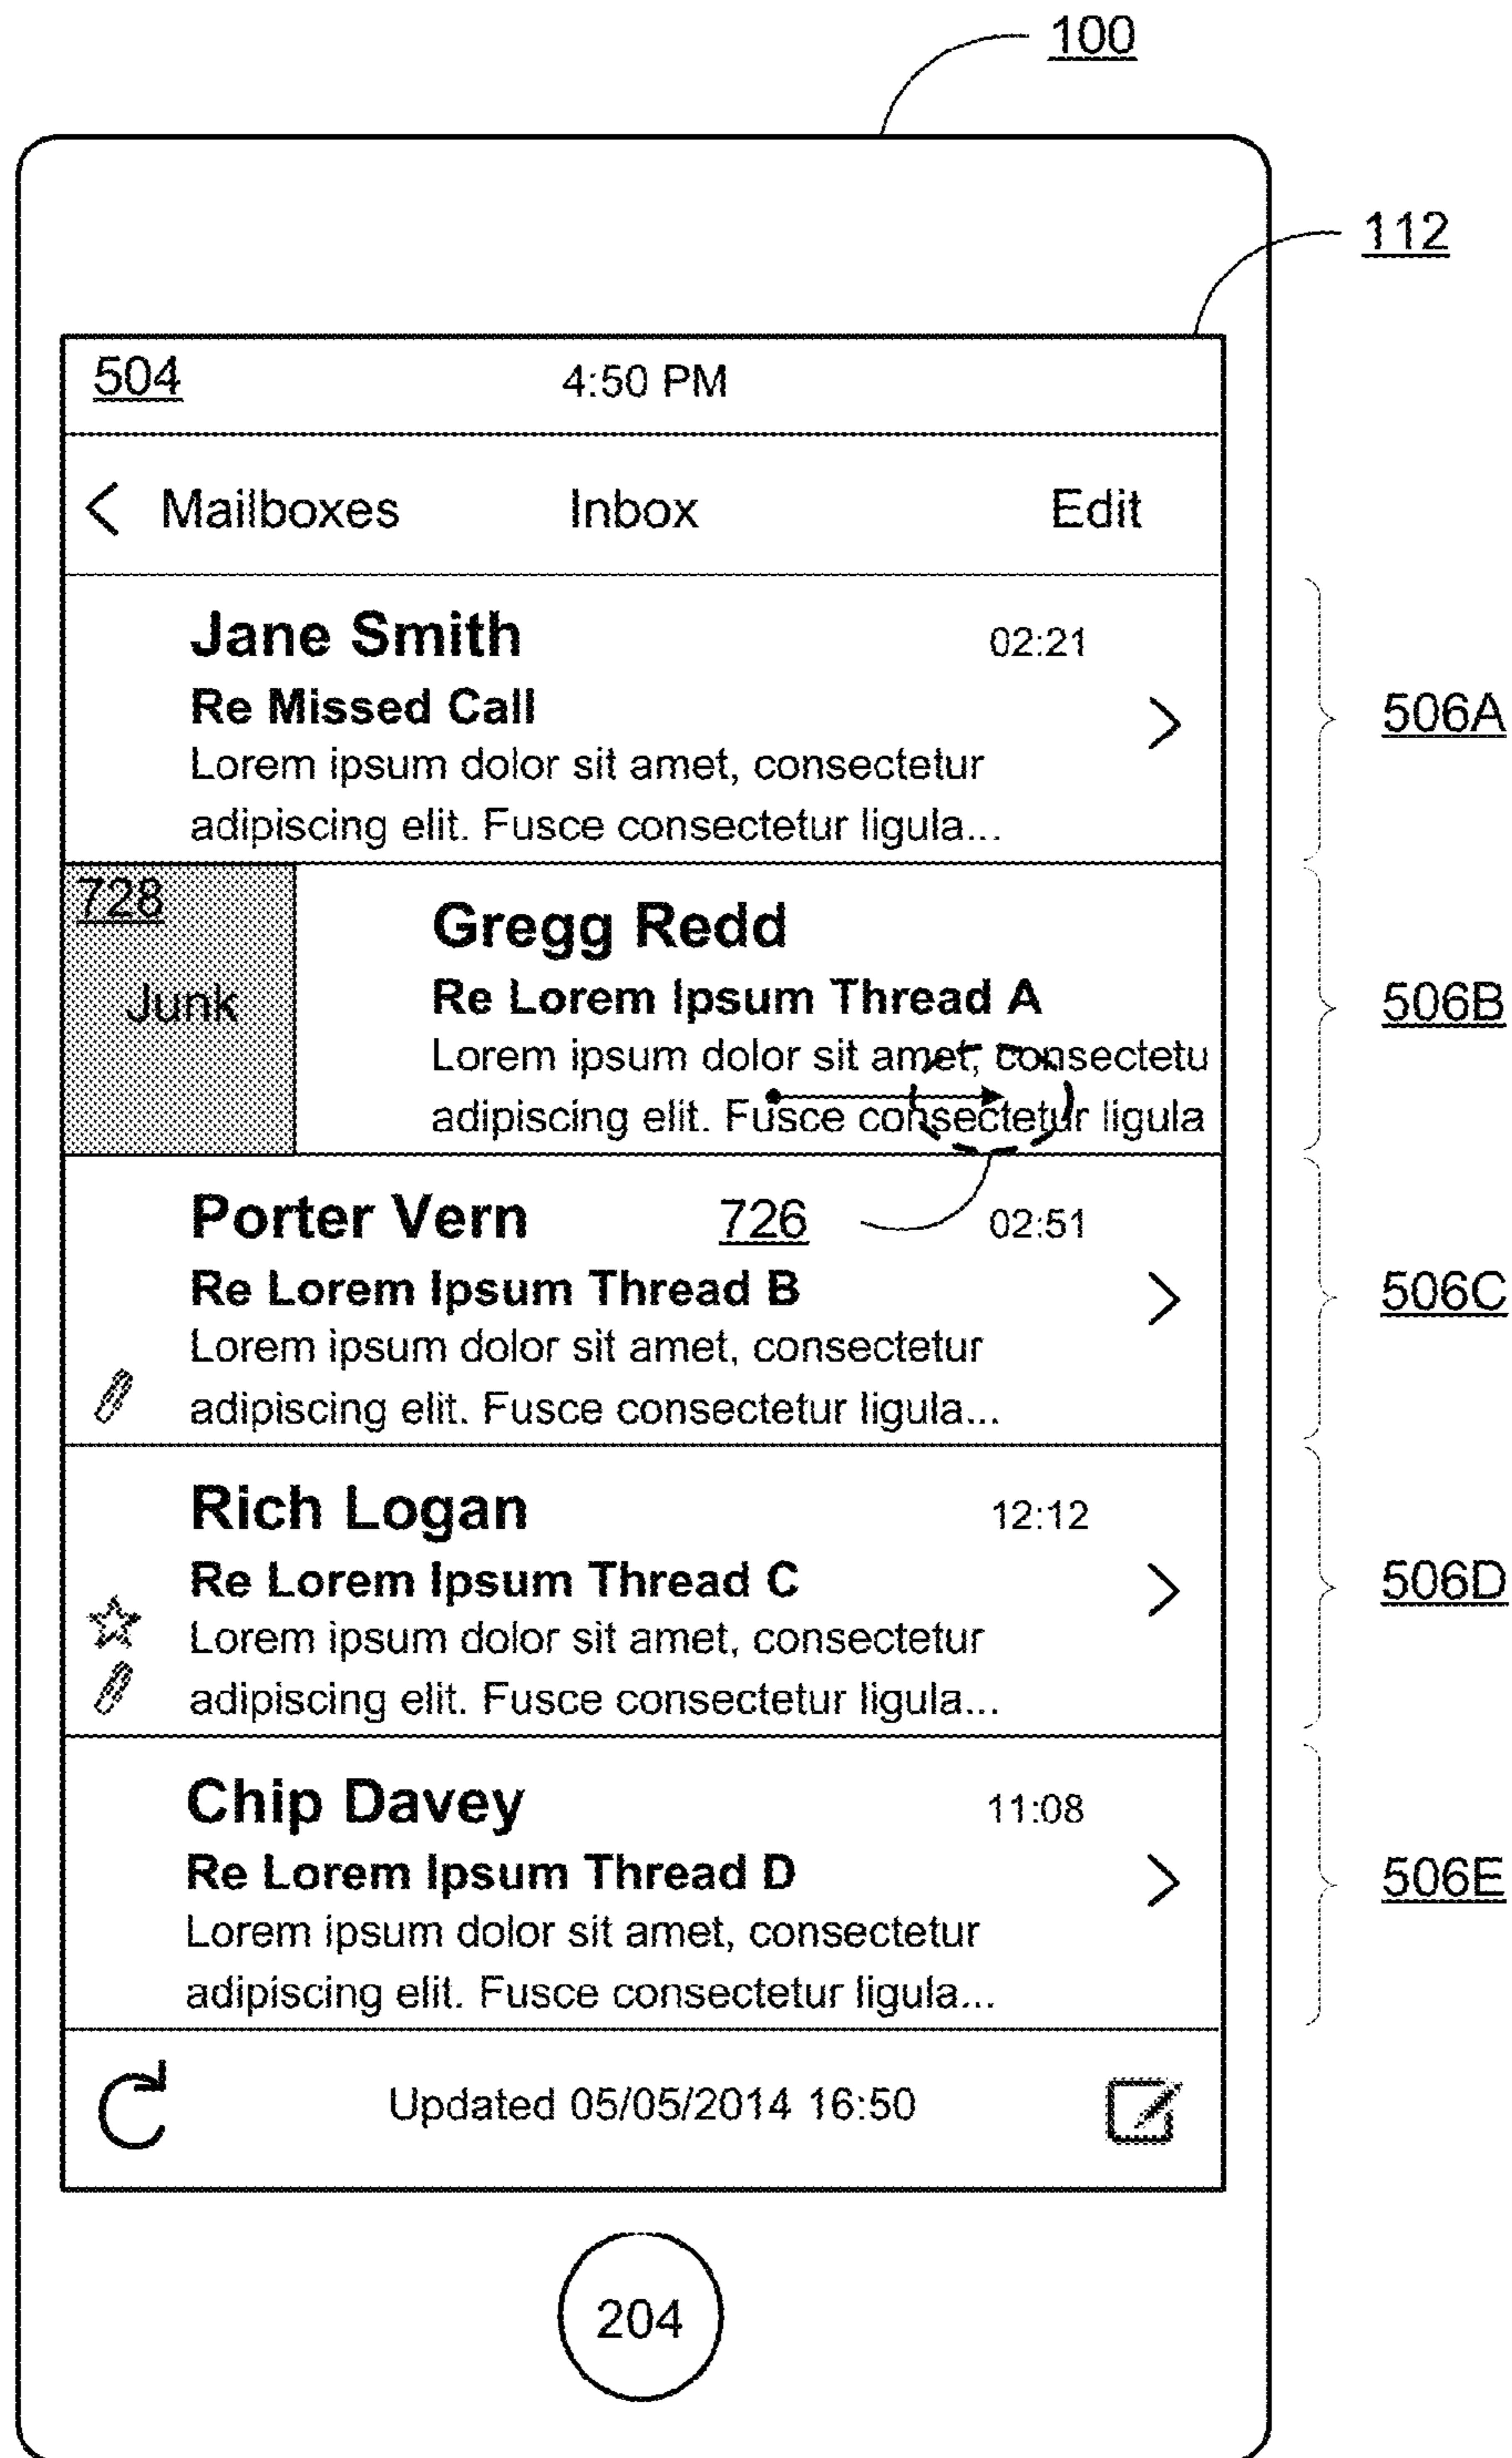 100
112
504 4:50 PM
< Mailboxes Inbox Edit
Jane Smith 02:21
Re Missed Call
506A
Lorem ipsum dolor sit amet, consectetur
adipiscing elit. Fusce consectetur ligula...
728
Gregg Redd
Junk
Re Lorem Ipsum Thread A
506B
Lorem ipsum dolor sit amet, consectetu
adipiscing elit. Fusce consectetur ligula
Porter Vern 726 02:51
Re Lorem Ipsum Thread B
506C
Lorem ipsum dolor sit amet, consectetur
adipiscing elit. Fusce consectetur ligula...
Rich Logan 12:12
Re Lorem Ipsum Thread C
506D
Lorem ipsum dolor sit amet, consectetur
adipiscing elit. Fusce consectetur ligula...
Chip Davey 11:08
Re Lorem Ipsum Thread D
506E
Lorem ipsum dolor sit amet, consectetur
adipiscing elit. Fusce consectetur ligula...
Updated 05/05/2014 16:50
204